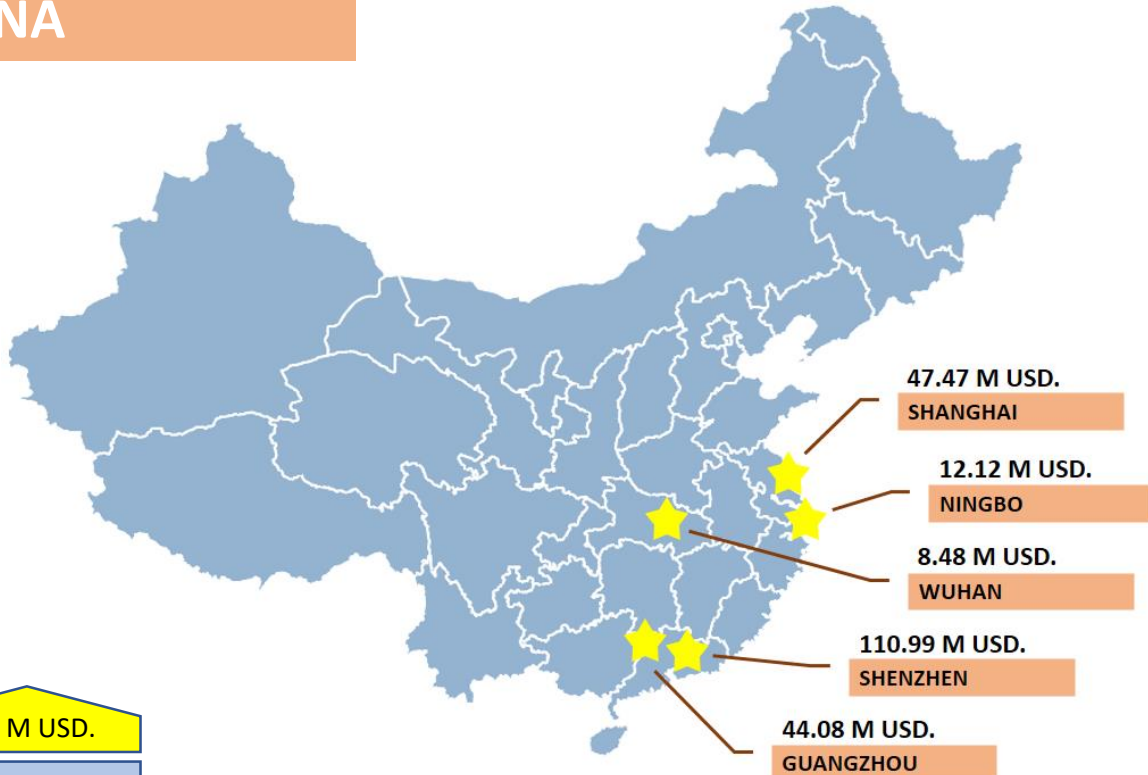 NA
47.47 M USD.
SHANGHAI
12.12 M USD.
NINGBO
8.48 M USD.
WUHAN
110.99 M USD.
SHENZHEN
44.08 M USD.
GUANGZHOU
M USD.